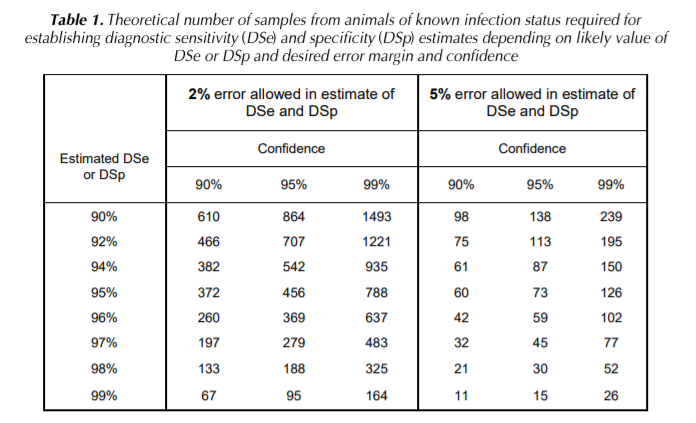 Table 1. Theoretical number of samples from animals of known infection status required for
establishing diagnostic sensitivity (DSe) and specificity (DSp) estimates depending on likely value of
DSe or DSp and desired error margin and confidence
Estimated DSe
or DSp
2% error allowed in estimate of
DSe and DSp
5% error allowed in estimate of
DSe and DSp
Confidence Confidence
90% 95% 99% 90% 95% 99%
90% 610 864 1493 98 138 239
92% 466 707 1221 75 113 195
94% 382 542 935 61 87 150
95% 372 456 788 60 73 126
96% 260 369 637 42 59 102
97% 197 279 483 32 45 77
98% 133 188 325 21 30 52
99% 67 95 164 11 15 26